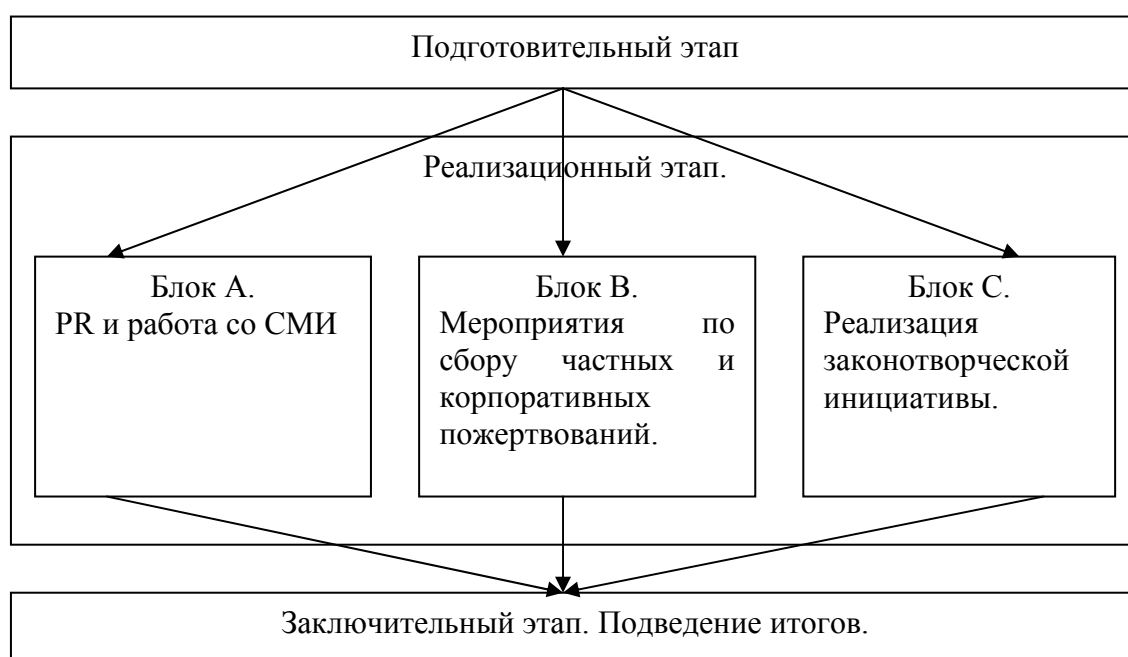 Подготовительный этап
Реализационный этап.
Блок А.
PR и работа со СМИ
Блок В.
Мероприятия по
сбору частных и
корпоративных
пожертвований.
Блок С.
Реализация
законотворческой
инициативы.
Заключительный этап. Подведение итогов.